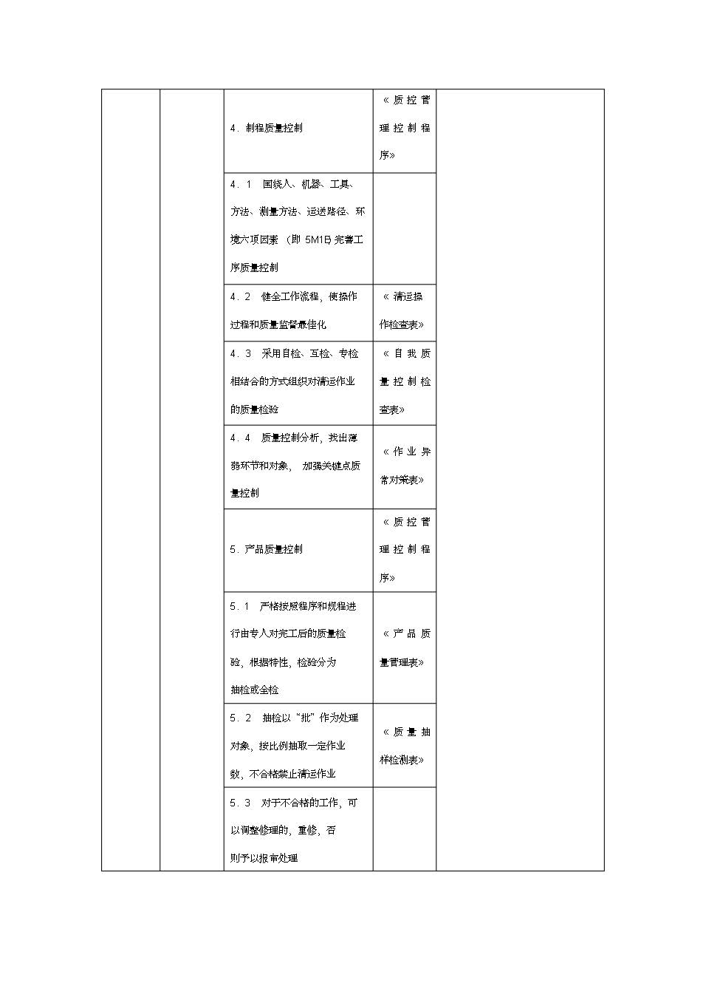 4. 制程质量控制
《质控管
理控制程
序》
4.1 围绕人、机器、工具、
方法、测量方法、运送路径、环
境六项因素 （即 5M1E）完善工
序质量控制
4.2 健全工作流程，使操作
过程和质量监督最佳化
《清运操
作检查表》
4.3 采用自检、互检、专检
相结合的方式组织对清运作业
的质量检验
《自我质
量控制检
查表》
4.4 质量控制分析，找出薄
弱环节和对象， 加强关键点质
量控制
《作业异
常对策表》
5. 产品质量控制
《质控管
理控制程
序》
5.1 严格按照程序和规程进
行由专人对完工后的质量检
验，根据特性，检验分为
抽检或全检
《产品质
量管理表》
5.2 抽检以“批”作为处理
对象，按比例抽取一定作业
数，不合格禁止清运作业
《质量抽
样检测表》
5.3 对于不合格的工作，可
以调整修理的，重修，否
则予以报审处理